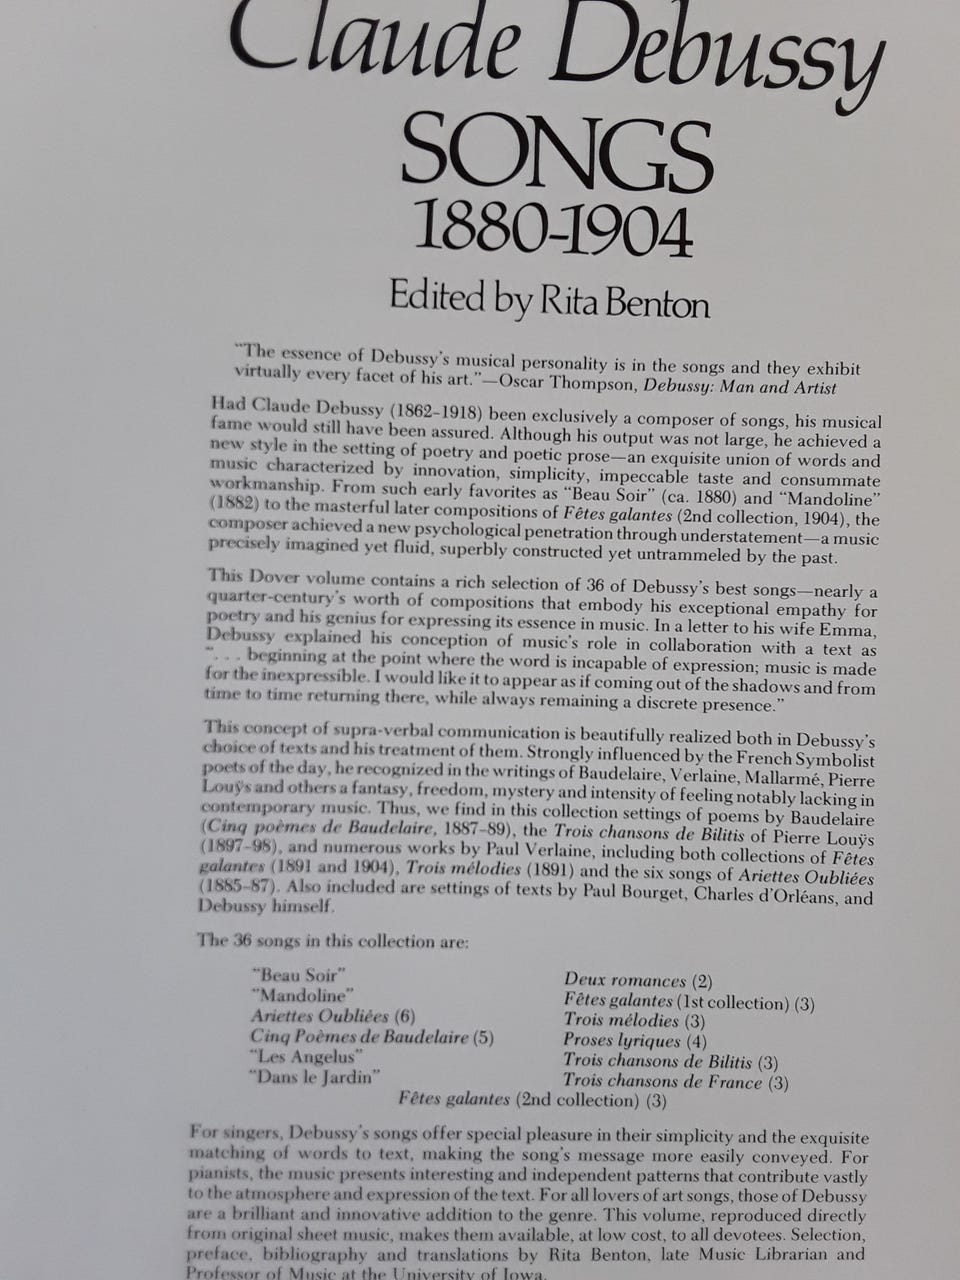 Claude Debussy
SONGS
1880-1904
Edited by Rita Benton
"The essence of Debussy's musical personality is in the songs and they exhibit
virtually every facet of his art."—Oscar Thompson, Debussy: Man and Artist
Had Claude Debussy (1862-1918) been exclusively a composer of songs, his musical
fame would still have been assured. Although his output was not large, he achieved a
new style in the setting of poetry and poetic prose—an exquisite union of words and
music characterized by innovation, simplicity, impeccable taste and consummate
workmanship. From such early favorites as "Beau Soir" (ca. 1880) and "Mandoline"
(1882) to the masterful later compositions of Fêtes galantes (2nd collection, 1904), the
composer achieved a new psychological penetration through understatement—a music
precisely imagined yet fluid, superbly constructed yet untrammeled by the past.
This Dover volume contains a rich selection of 36 of Debussy's best songs—nearly a
quarter-century's worth of compositions that embody his exceptional empathy for
poetry and his genius for expressing its essence in music. In a letter to his wife Emma,
Debussy explained his conception of music's role in collaboration with a text as
". . . beginning at the point where the word is incapable of expression; music is made
for the inexpressible. I would like it to appear as if coming out of the shadows and from
time to time returning there, while always remaining a discrete presence."
This concept of supra-verbal communication is beautifully realized both in Debussy's
choice of texts and his treatment of them. Strongly influenced by the French Symbolist
poets of the day, he recognized in the writings of Baudelaire, Verlaine, Mallarmé, Pierre
Louÿs and others a fantasy, freedom, mystery and intensity of feeling notably lacking in
contemporary music. Thus, we find in this collection settings of poems by Baudelaire
(Cinq poèmes de Baudelaire, 1887-89), the Trois chansons de Bilitis of Pierre Louÿs
(1897-98), and numerous works by Paul Verlaine, including both collections of Fêtes
galantes (1891 and 1904), Trois mélodies (1891) and the six songs of Ariettes Oubliées
(1885-87). Also included are settings of texts by Paul Bourget, Charles d'Orléans, and
Debussy himself.
The 36 songs in this collection are:
"Beau Soir"
"Mandoline"
Ariettes Oubliées (6)
Cinq Poèmes de Baudelaire (5)
"Les Angelus"
"Dans le Jardin"
Deux romances (2)
Fêtes galantes (1st collection) (3)
Trois mélodies (3)
Proses lyriques (4)
Trois chansons de Bilitis (3)
Trois chansons de France (3)
Fêtes galantes (2nd collection) (3)
For singers, Debussy's songs offer special pleasure in their simplicity and the exquisite
matching of words to text, making the song's message more easily conveyed. For
pianists, the music presents interesting and independent patterns that contribute vastly
to the atmosphere and expression of the text. For all lovers of art songs, those of Debussy
are a brilliant and innovative addition to the genre. This volume, reproduced directly
from original sheet music, makes them available, at low cost, to all devotees. Selection,
preface, bibliography and translations by Rita Benton, late Music Librarian and
Professor of Music at the University of Iowa.